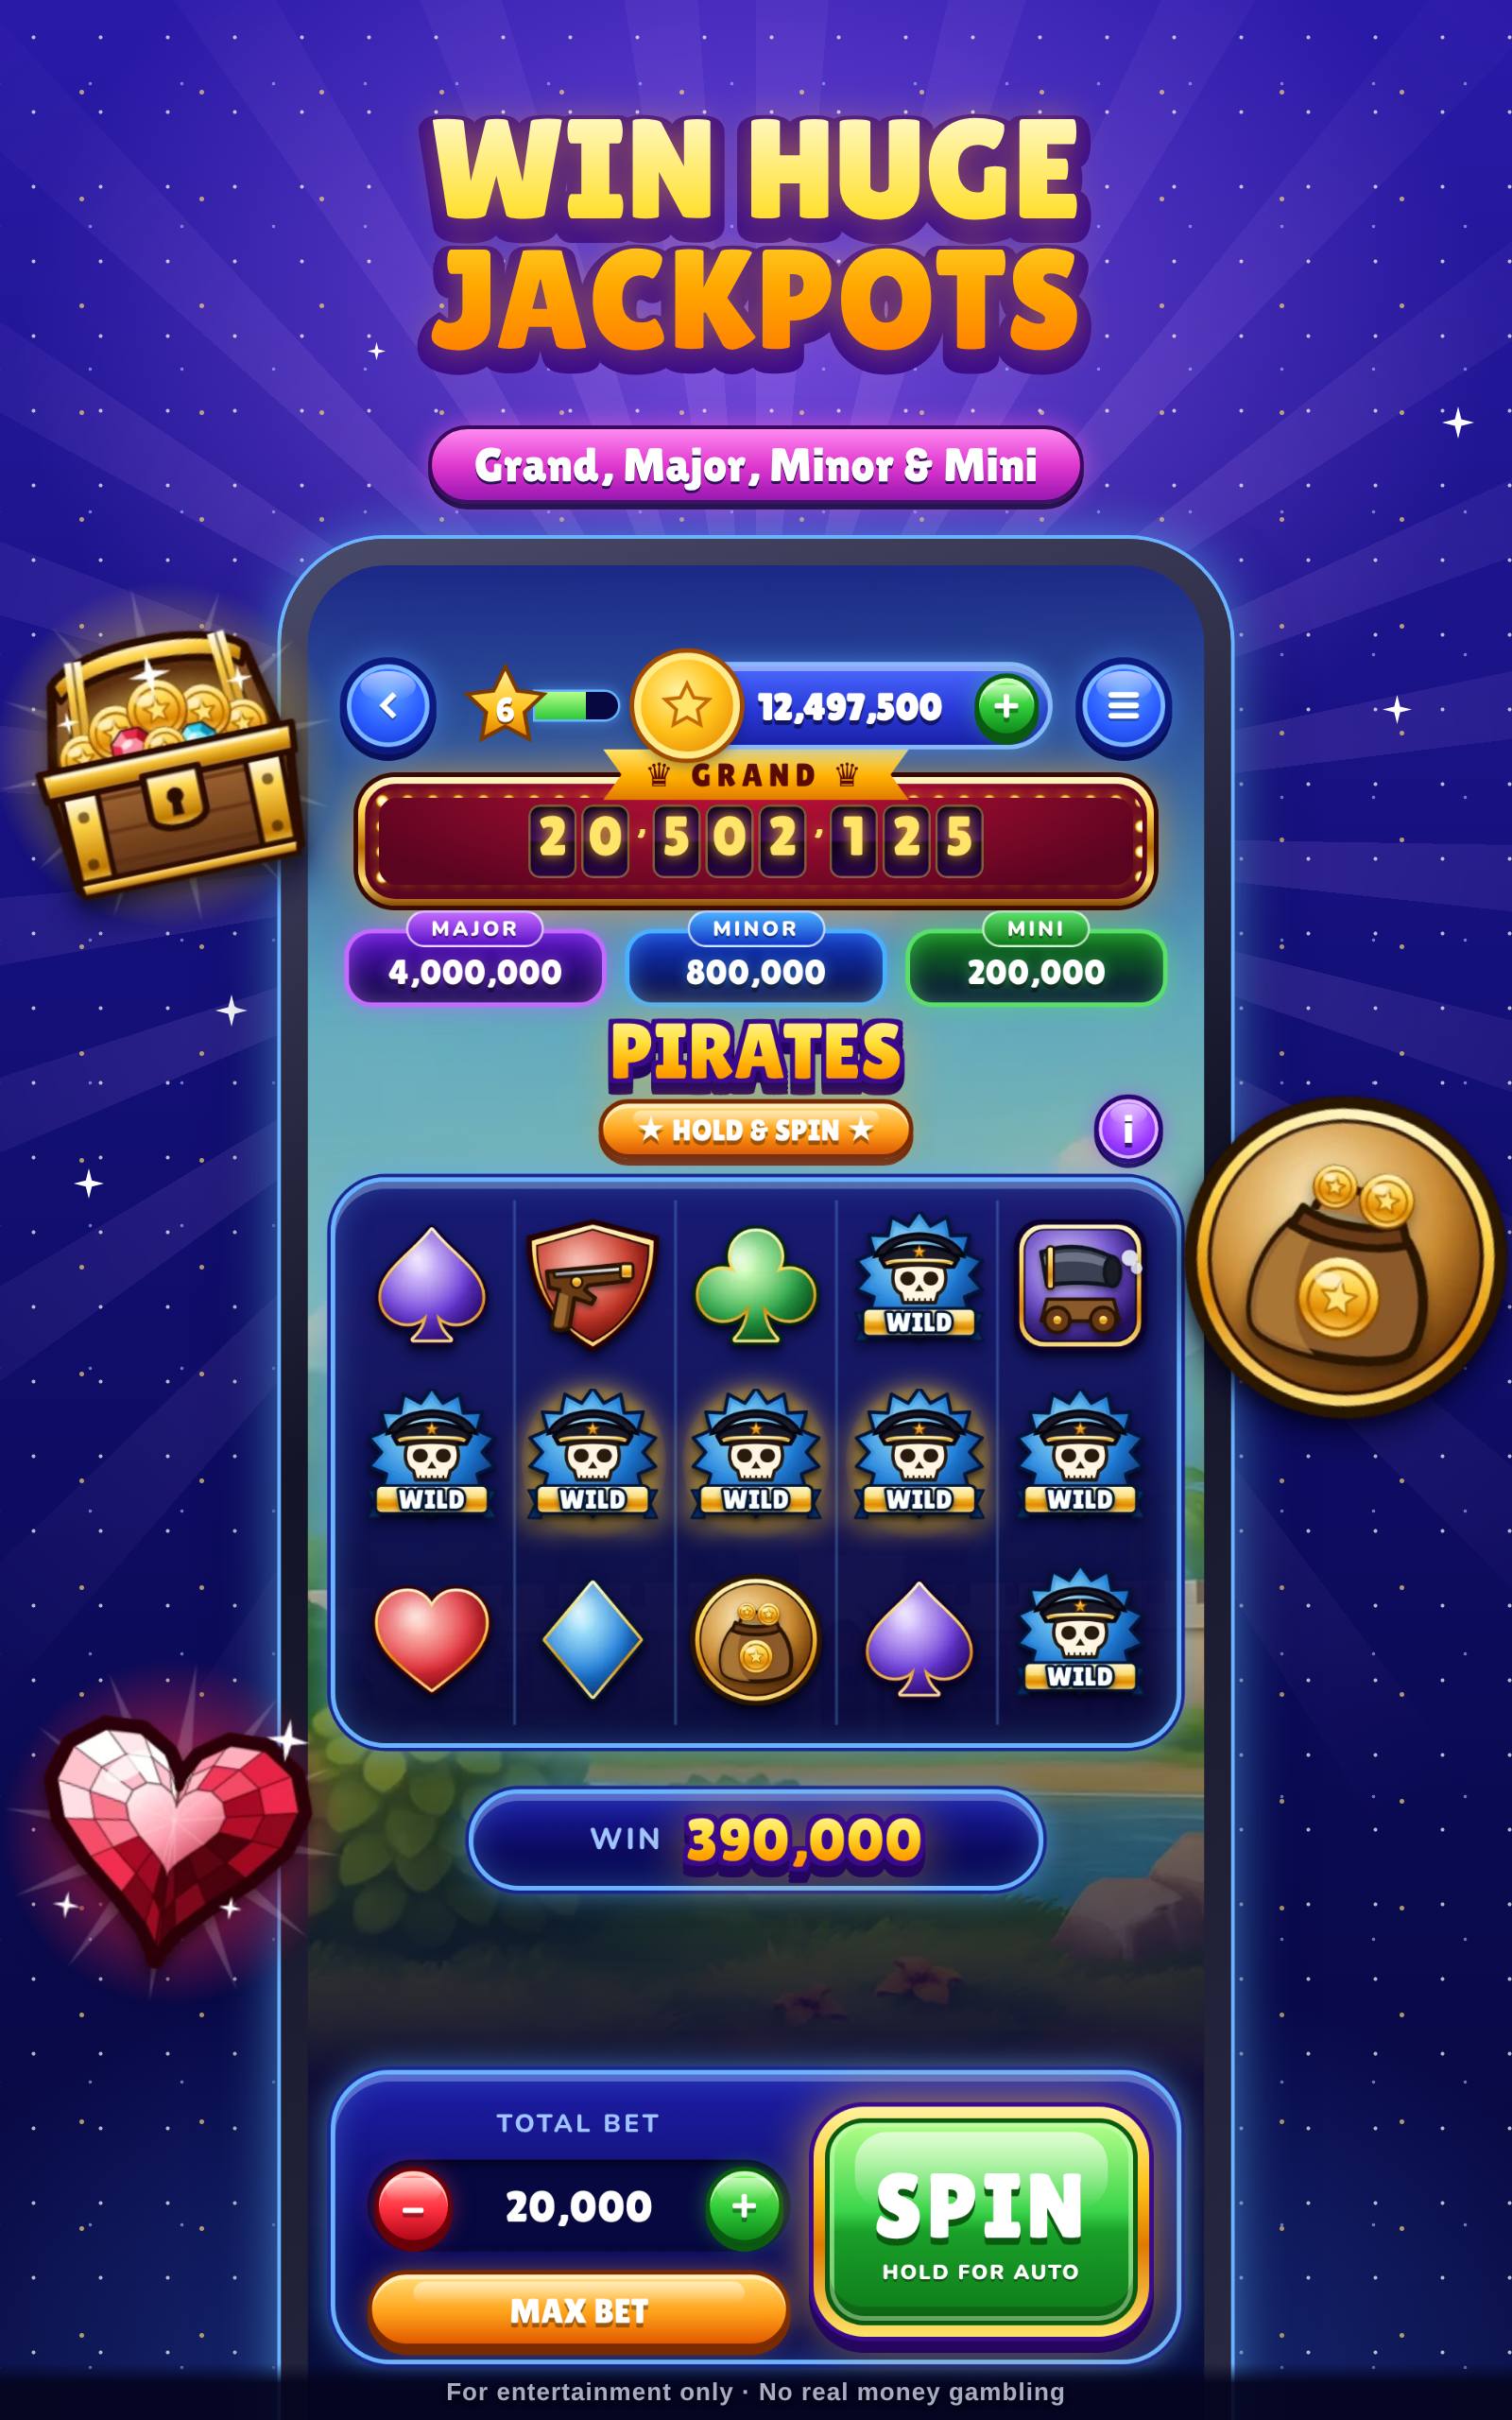 WIN HUGE
JACKPOTS
Grand, Major, Minor & Mini
6
12,497,500 +
GRAND
20,502,125
MAJOR MINOR MINI
4,000,000 800,000 200,000
PIRATES
★ HOLD & SPIN ★
i
WILD
WILD WILD WILD WILD WILD
WILD
WIN 390,000
TOTAL BET
– 20,000 +
MAX BET
SPIN
HOLD FOR AUTO
For entertainment only · No real money gambling